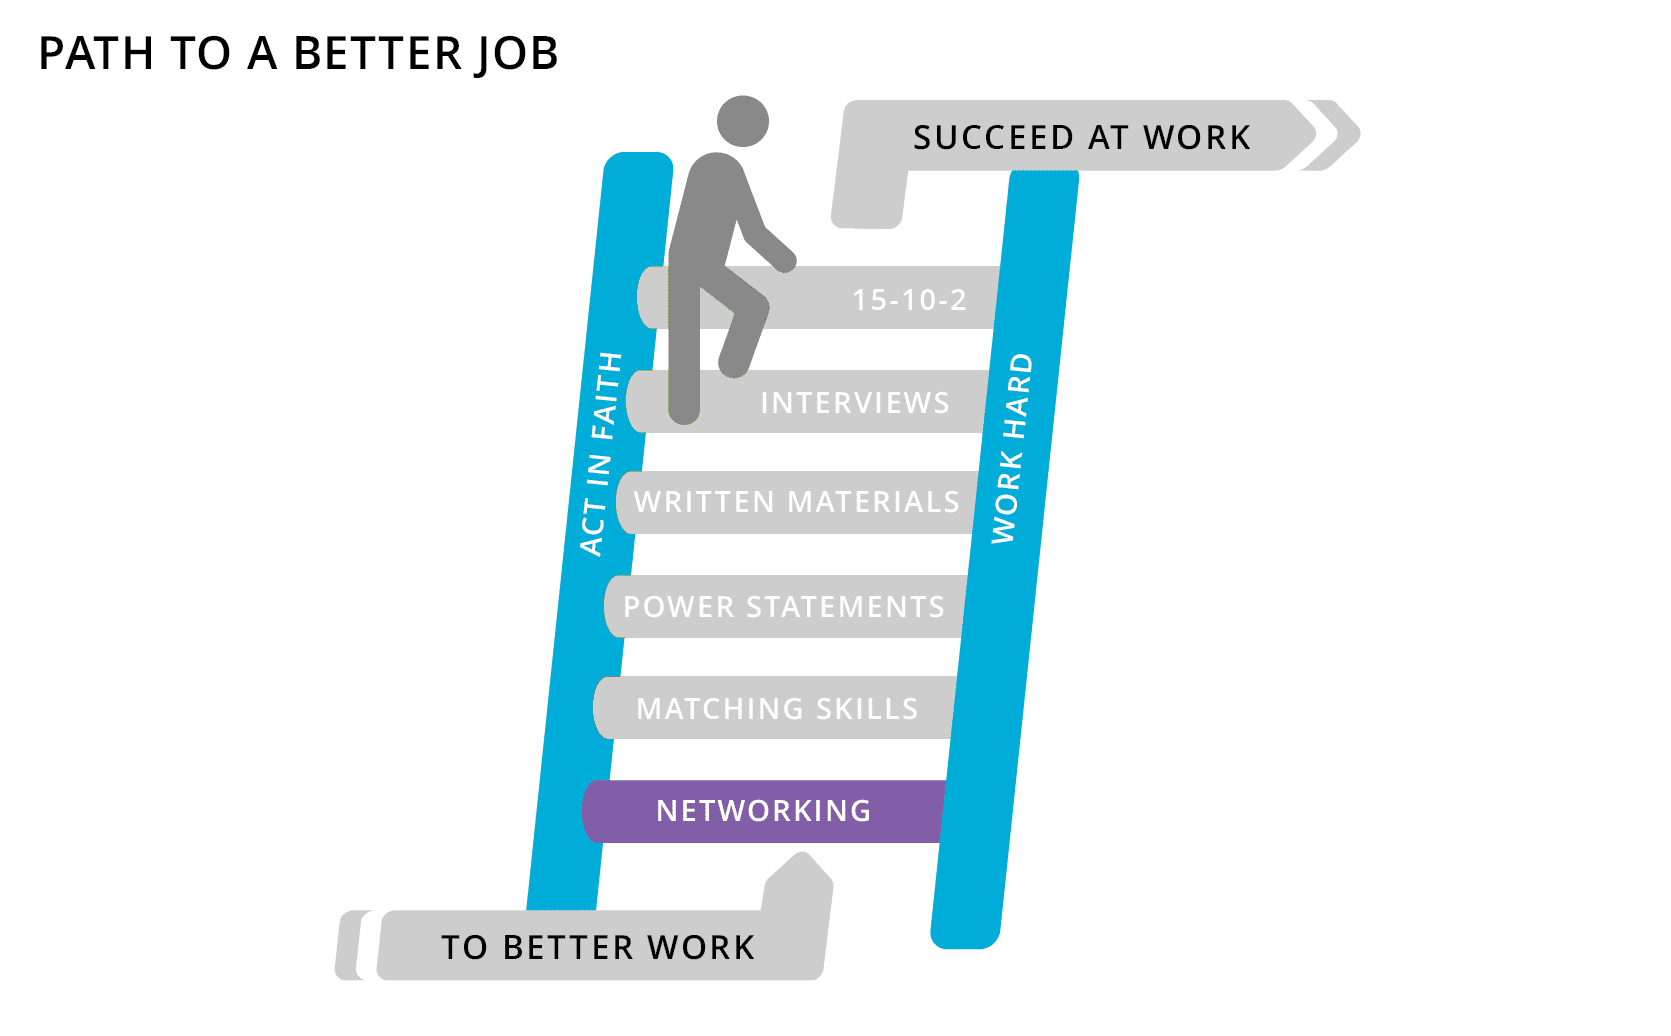 PATH TO A BETTER JOB
SUCCEED AT WORK
15-10-2
INTERVIEWS
WRITTEN MATERIALS
POWER STATEMENTS
MATCHING SKILLS
NETWORKING
ACT IN FAITH
WORK HARD
TO BETTER WORK